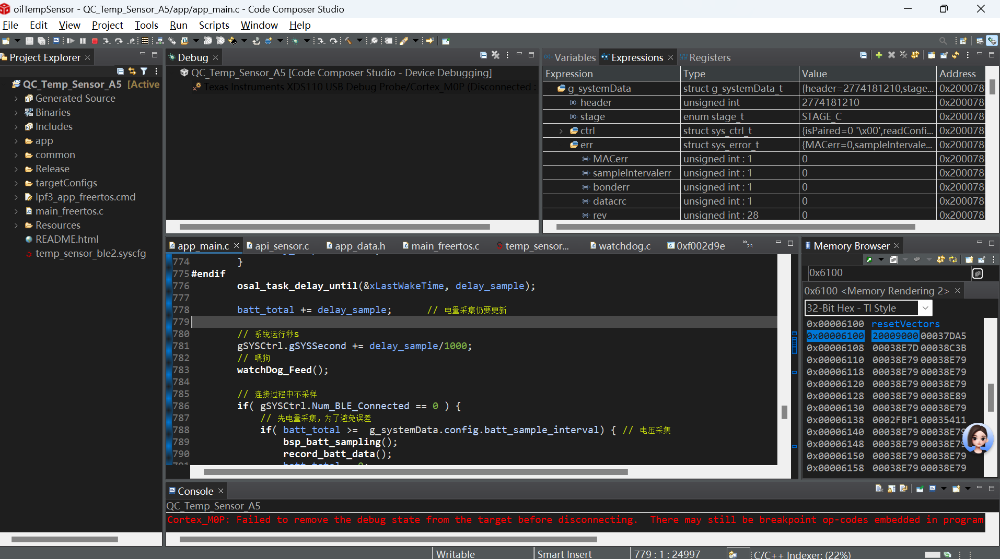 oilTempSensor - QC_Temp_Sensor_A5/app/app_main.c - Code Composer Studio
File Edit View Project Tools Run Scripts Window Help
Project Explorer
QC_Temp_Sensor_A5 [Active
Generated Source
Binaries
Includes
app
common
Release
targetConfigs
lpf3_app_freertos.cmd
main_freertos.c
Resources
README.html
temp_sensor_ble2.syscfg
Debug
QC_Temp_Sensor_A5 [Code Composer Studio - Device Debugging]
Texas Instruments XDS110 USB Debug Probe/Cortex_M0P (Disconnected :
Variables Expressions Registers
Expression Type Value Address
g_systemData struct g_systemData_t {header=2774181210,stage... 0x200078
header unsigned int 2774181210 0x200078
stage enum stage_t STAGE_C 0x200078
ctrl struct sys_ctrl_t {isPaired=0 '\x00',readConfi... 0x200078
err struct sys_error_t {MACerr=0,sampleIntervale... 0x200078
MACerr unsigned int : 1 0 0x200078
sampleIntervalerr unsigned int : 1 0 0x200078
bonderr unsigned int : 1 0 0x200078
datacrc unsigned int : 1 0 0x200078
rev unsigned int : 28 0 0x200078
app_main.c api_sensor.c app_data.h main_freertos.c temp_sensor... watchdog.c 0xf002d9e »23
774 }
775 #endif
776 osal_task_delay_until(&xLastWakeTime, delay_sample);
777
778 batt_total += delay_sample; // 电量采集仍要更新
779
780 // 系统运行秒s
781 gSYSCtrl.gSYSSecond += delay_sample/1000;
782 // 喂狗
783 watchDog_Feed();
784
785 // 连接过程中不采样
786 if( gSYSCtrl.Num_BLE_Connected == 0 ) {
787 // 先电量采集，为了避免误差
788 if( batt_total >= g_systemData.config.batt_sample_interval) { // 电压采集
789 bsp_batt_sampling();
790 record_batt_data();
Memory Browser
0x6100
0x6100 <Memory Rendering 2>
32-Bit Hex - TI Style
0x00006100 resetVectors
0x00006100 20009000 00037DA5
0x00006108 00038E7D 00038C3B
0x00006110 00038E79 00038E79
0x00006118 00038E79 00038E79
0x00006120 00038E79 00038E79
0x00006128 00038E79 00038E89
0x00006130 00038E79 00038E79
0x00006138 0002FBF1 00035411
0x00006140 00038E79 00038E79
0x00006148 00038E79 00038E79
0x00006150 00038E79 00038E79
0x00006158 00038E79 00038E79
Console
QC_Temp_Sensor_A5
Cortex_M0P: Failed to remove the debug state from the target before disconnecting. There may still be breakpoint op-codes embedded in program
Writable Smart Insert 779 : 1 : 24997 C/C++ Indexer: (22%)